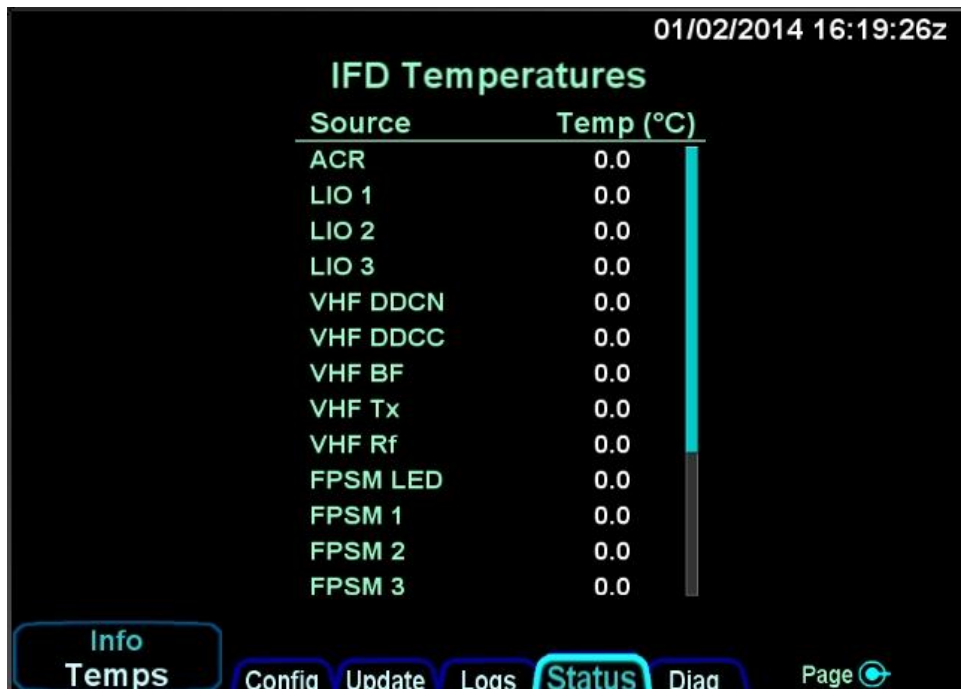 01/02/2014 16:19:26z
IFD Temperatures
Source Temp (°C)
ACR 0.0
LIO 1 0.0
LIO 2 0.0
LIO 3 0.0
VHF DDCN 0.0
VHF DDCC 0.0
VHF BF 0.0
VHF Tx 0.0
VHF Rf 0.0
FPSM LED 0.0
FPSM 1 0.0
FPSM 2 0.0
FPSM 3 0.0
Info
Temps Config Update Logs Status Diag Page